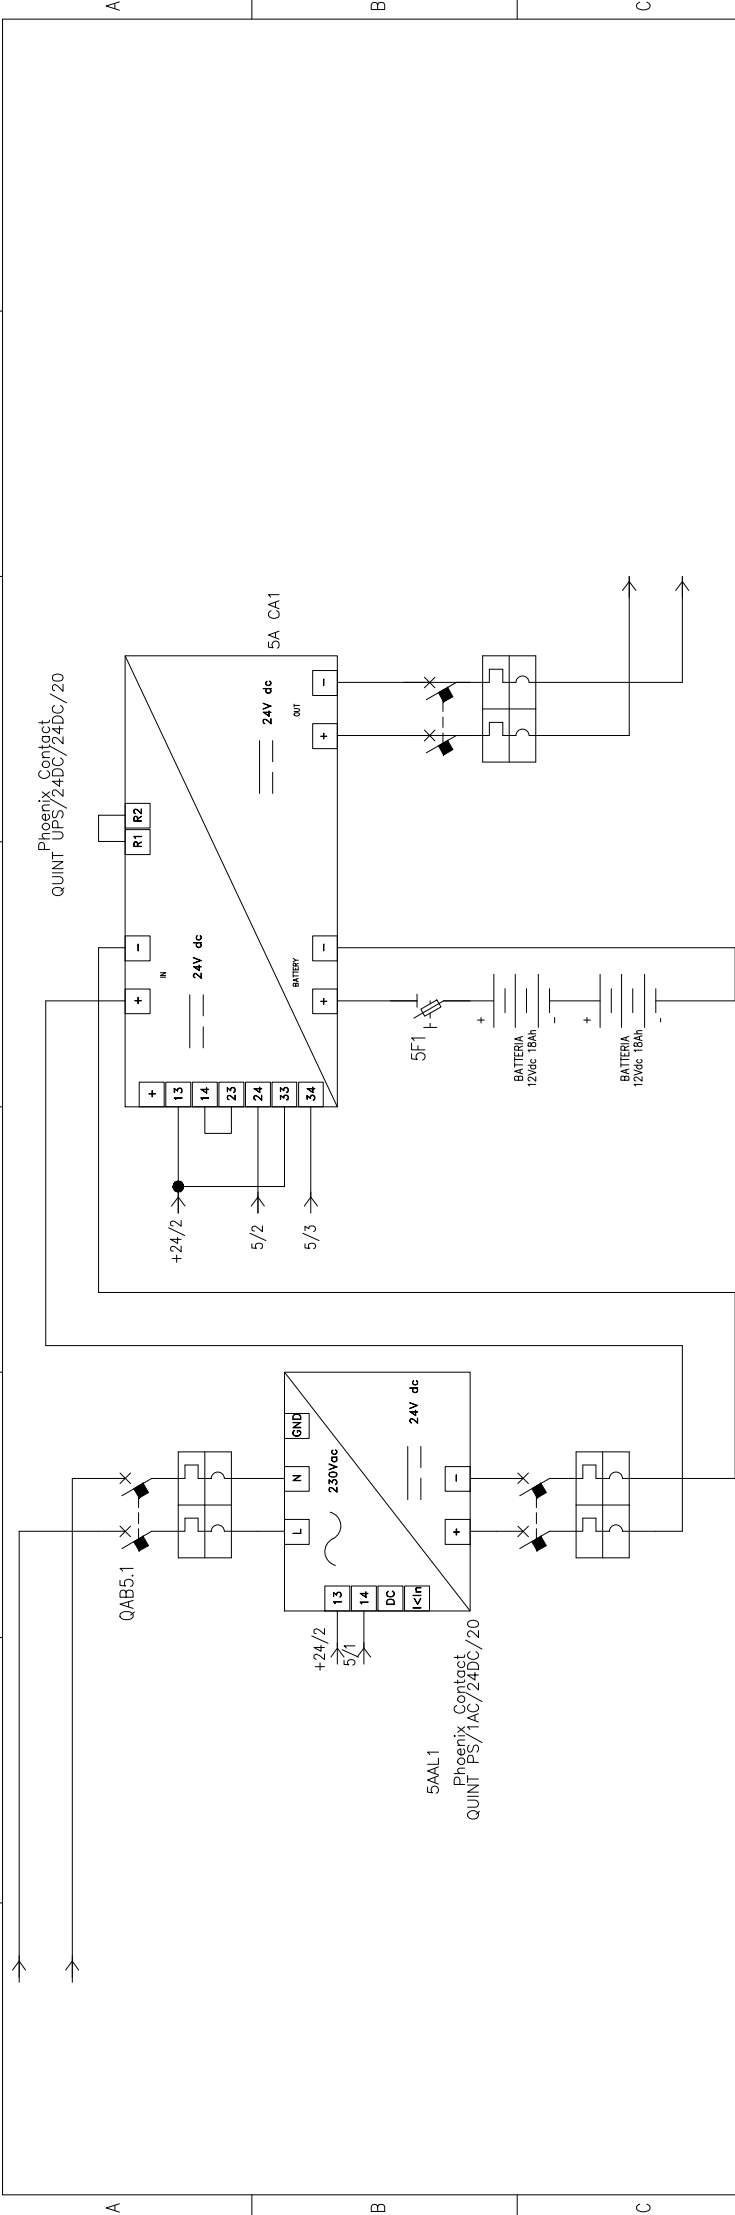 A
B
C
Phoenix Contact
QUINT UPS/24DC/24DC/20
R1
R2
+
-
IN
24V dc
5A CA1
24V dc
OUT
+
-
BATTERY
+
-
+
13
14
23
24
33
34
+24/2
5/2
5/3
5F1
+
-
BATTERIA
12Vdc 18Ah
+
-
BATTERIA
12Vdc 18Ah
QAB5.1
L
N
GND
230Vac
24V dc
+
-
13
14
DC
I<In
+24/2
5/1
5AAL1
Phoenix Contact
QUINT PS/1AC/24DC/20
A
B
C